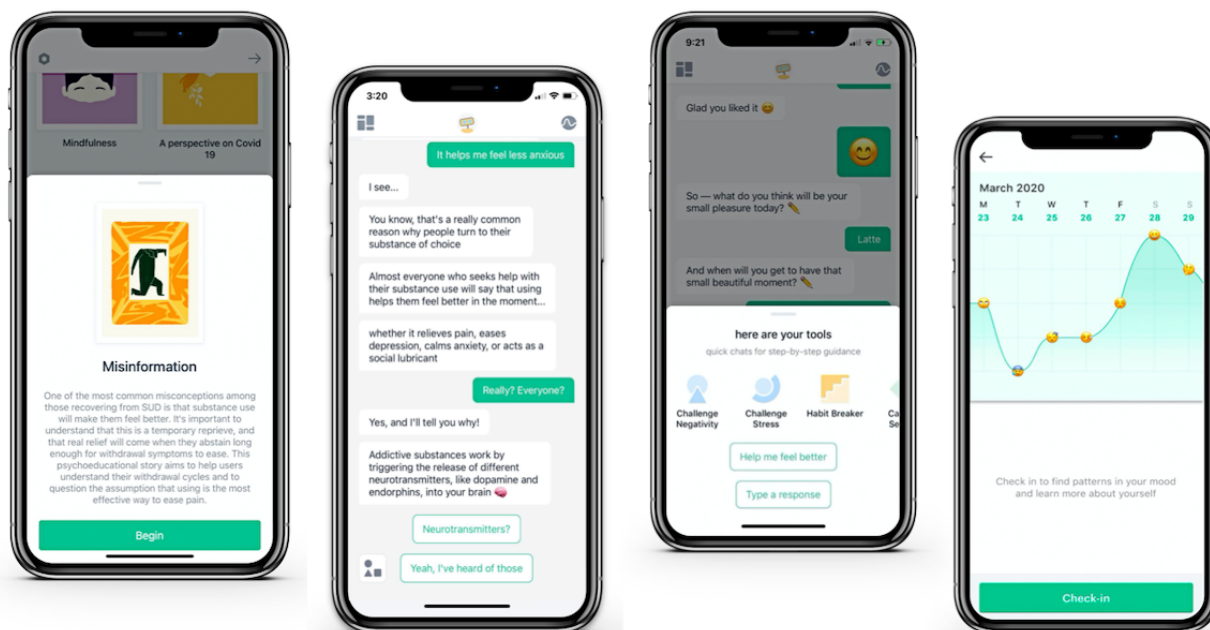 Mindfulness
A perspective on Covid
19
Misinformation
One of the most common misconceptions among
those recovering from SUD is that substance use
will make them feel better. It's important to
understand that this is a temporary reprieve, and
that real relief will come when they abstain long
enough for withdrawal symptoms to ease. This
psychoeducational story aims to help users
understand their withdrawal cycles and to
question the assumption that using is the most
effective way to ease pain.
Begin
3:20
It helps me feel less anxious
I see...
You know, that's a really common
reason why people turn to their
substance of choice
Almost everyone who seeks help with
their substance use will say that using
helps them feel better in the moment...
whether it relieves pain, eases
depression, calms anxiety, or acts as a
social lubricant
Really? Everyone?
Yes, and I'll tell you why!
Addictive substances work by
triggering the release of different
neurotransmitters, like dopamine and
endorphins, into your brain 🧠
Neurotransmitters?
Yeah, I've heard of those
9:21
Glad you liked it 😊
😊
So — what do you think will be your
small pleasure today? ✏️
Latte
And when will you get to have that
small beautiful moment? ✏️
here are your tools
quick chats for step-by-step guidance
Challenge
Negativity
Challenge
Stress
Habit Breaker
Ca
Se
Help me feel better
Type a response
March 2020
M T W T F S S
23 24 25 26 27 28 29
Check in to find patterns in your mood
and learn more about yourself
Check-in